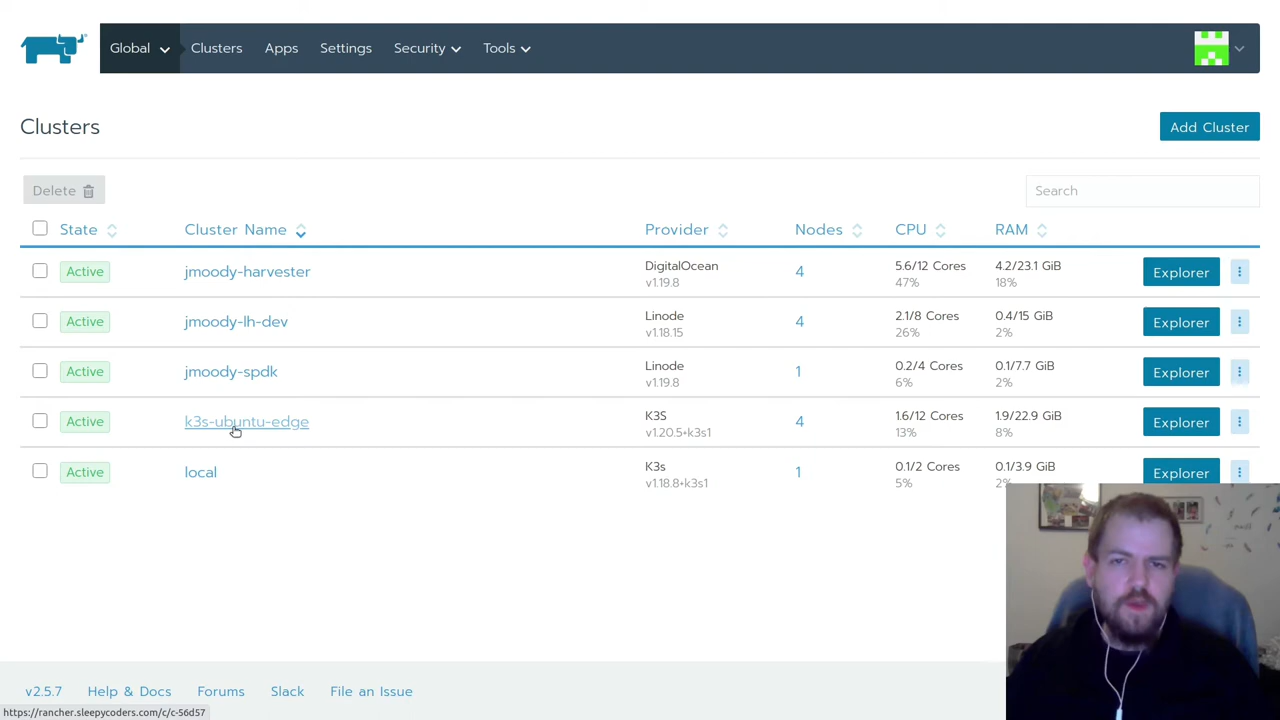 Global Clusters Apps Settings Security Tools
Clusters
Add Cluster
Delete
Search
State Cluster Name Provider Nodes CPU RAM
Active jmoody-harvester DigitalOcean 4 5.6/12 Cores 4.2/23.1 GiB Explorer
v1.19.8 47% 18%
Active jmoody-lh-dev Linode 4 2.1/8 Cores 0.4/15 GiB Explorer
v1.18.15 26% 2%
Active jmoody-spdk Linode 1 0.2/4 Cores 0.1/7.7 GiB Explorer
v1.19.8 6% 2%
Active k3s-ubuntu-edge K3S 4 1.6/12 Cores 1.9/22.9 GiB Explorer
v1.20.5+k3s1 13% 8%
Active local K3s 1 0.1/2 Cores 0.1/3.9 GiB Explorer
v1.18.8+k3s1 5% 2%
v2.5.7 Help & Docs Forums Slack File an Issue
https://rancher.sleepycoders.com/c/c-56d57